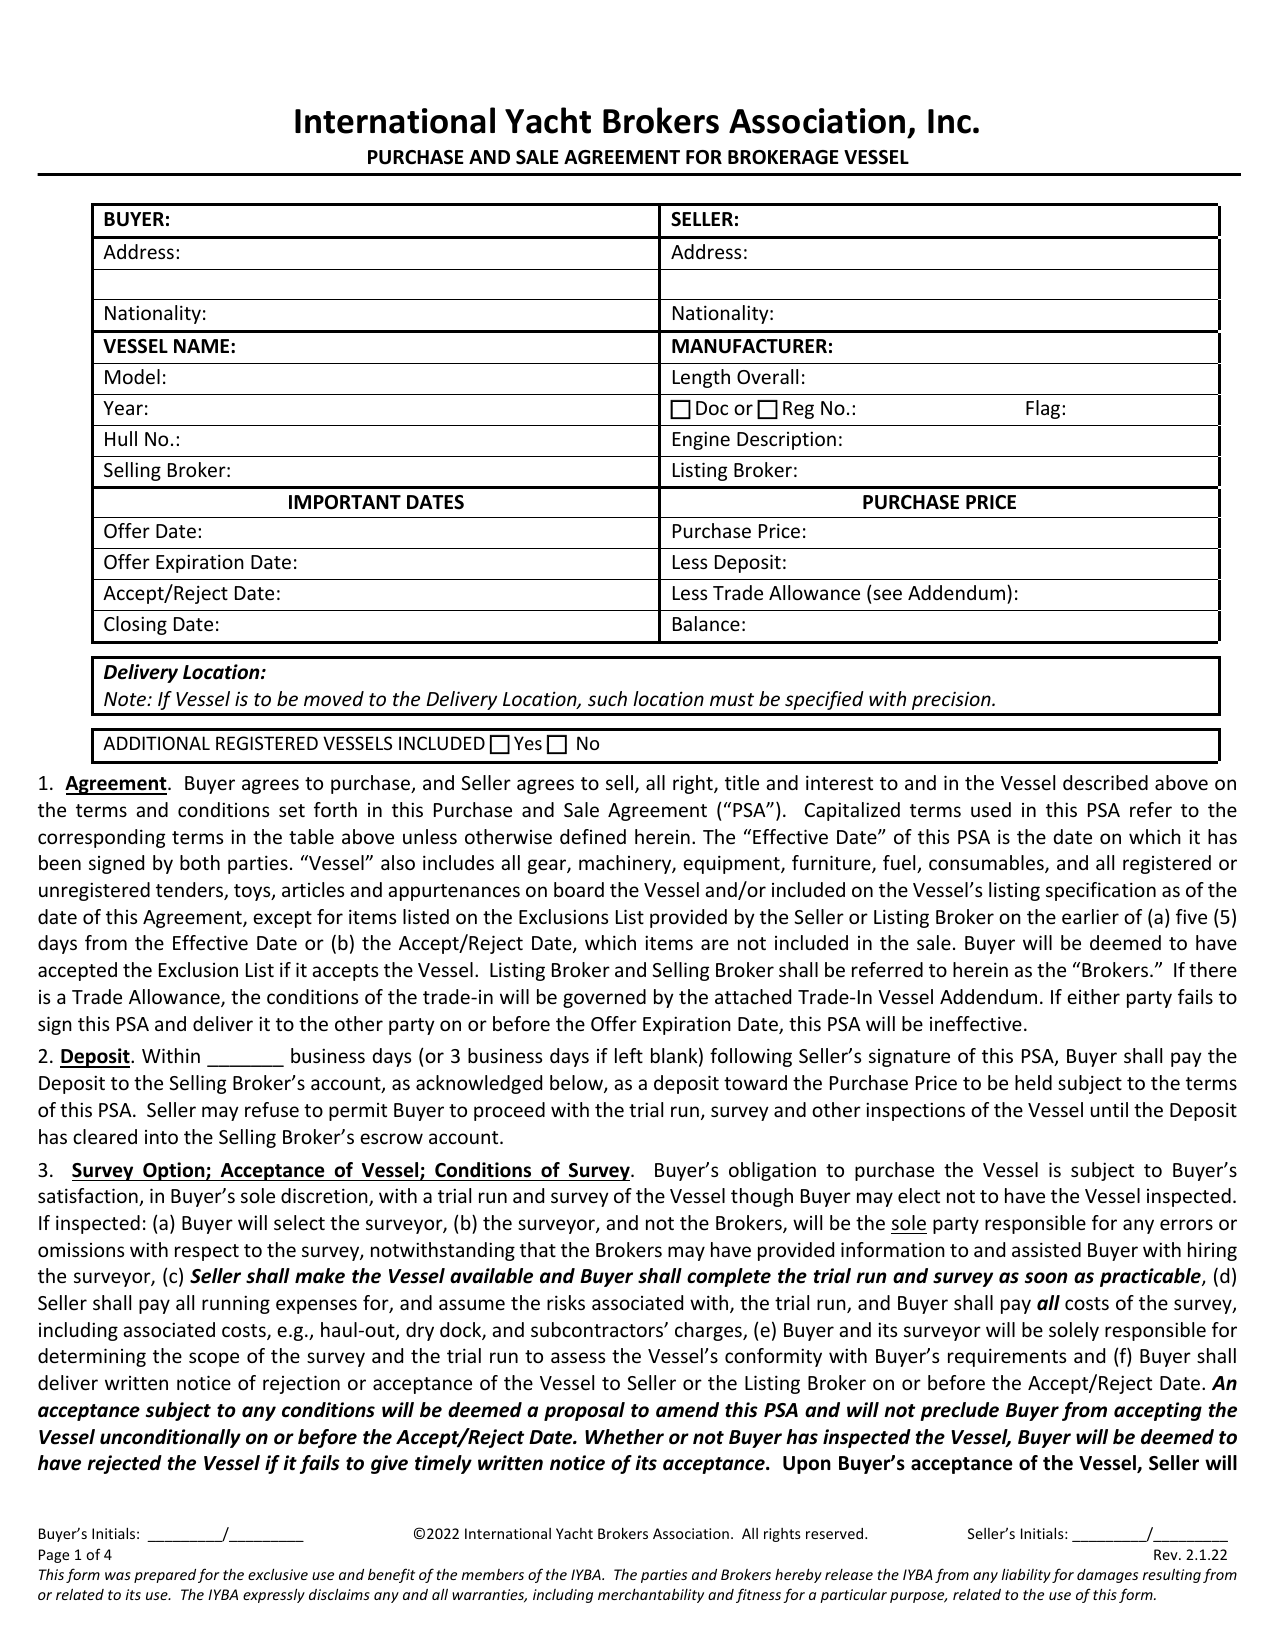 International Yacht Brokers Association, Inc.
PURCHASE AND SALE AGREEMENT FOR BROKERAGE VESSEL
BUYER: SELLER:
Address: Address:
Nationality: Nationality:
VESSEL NAME: MANUFACTURER:
Model: Length Overall:
Year: ☐ Doc or ☐ Reg No.: Flag:
Hull No.: Engine Description:
Selling Broker: Listing Broker:
IMPORTANT DATES PURCHASE PRICE
Offer Date: Purchase Price:
Offer Expiration Date: Less Deposit:
Accept/Reject Date: Less Trade Allowance (see Addendum):
Closing Date: Balance:
Delivery Location:
Note: If Vessel is to be moved to the Delivery Location, such location must be specified with precision.
ADDITIONAL REGISTERED VESSELS INCLUDED ☐ Yes ☐ No
1. Agreement. Buyer agrees to purchase, and Seller agrees to sell, all right, title and interest to and in the Vessel described above on
the terms and conditions set forth in this Purchase and Sale Agreement (“PSA”). Capitalized terms used in this PSA refer to the
corresponding terms in the table above unless otherwise defined herein. The “Effective Date” of this PSA is the date on which it has
been signed by both parties. “Vessel” also includes all gear, machinery, equipment, furniture, fuel, consumables, and all registered or
unregistered tenders, toys, articles and appurtenances on board the Vessel and/or included on the Vessel’s listing specification as of the
date of this Agreement, except for items listed on the Exclusions List provided by the Seller or Listing Broker on the earlier of (a) five (5)
days from the Effective Date or (b) the Accept/Reject Date, which items are not included in the sale. Buyer will be deemed to have
accepted the Exclusion List if it accepts the Vessel. Listing Broker and Selling Broker shall be referred to herein as the “Brokers.” If there
is a Trade Allowance, the conditions of the trade-in will be governed by the attached Trade-In Vessel Addendum. If either party fails to
sign this PSA and deliver it to the other party on or before the Offer Expiration Date, this PSA will be ineffective.
2. Deposit. Within _______ business days (or 3 business days if left blank) following Seller’s signature of this PSA, Buyer shall pay the
Deposit to the Selling Broker’s account, as acknowledged below, as a deposit toward the Purchase Price to be held subject to the terms
of this PSA. Seller may refuse to permit Buyer to proceed with the trial run, survey and other inspections of the Vessel until the Deposit
has cleared into the Selling Broker’s escrow account.
3. Survey Option; Acceptance of Vessel; Conditions of Survey. Buyer’s obligation to purchase the Vessel is subject to Buyer’s
satisfaction, in Buyer’s sole discretion, with a trial run and survey of the Vessel though Buyer may elect not to have the Vessel inspected.
If inspected: (a) Buyer will select the surveyor, (b) the surveyor, and not the Brokers, will be the sole party responsible for any errors or
omissions with respect to the survey, notwithstanding that the Brokers may have provided information to and assisted Buyer with hiring
the surveyor, (c) Seller shall make the Vessel available and Buyer shall complete the trial run and survey as soon as practicable, (d)
Seller shall pay all running expenses for, and assume the risks associated with, the trial run, and Buyer shall pay all costs of the survey,
including associated costs, e.g., haul-out, dry dock, and subcontractors’ charges, (e) Buyer and its surveyor will be solely responsible for
determining the scope of the survey and the trial run to assess the Vessel’s conformity with Buyer’s requirements and (f) Buyer shall
deliver written notice of rejection or acceptance of the Vessel to Seller or the Listing Broker on or before the Accept/Reject Date. An
acceptance subject to any conditions will be deemed a proposal to amend this PSA and will not preclude Buyer from accepting the
Vessel unconditionally on or before the Accept/Reject Date. Whether or not Buyer has inspected the Vessel, Buyer will be deemed to
have rejected the Vessel if it fails to give timely written notice of its acceptance. Upon Buyer’s acceptance of the Vessel, Seller will
Buyer’s Initials: _________/_________ ©2022 International Yacht Brokers Association. All rights reserved. Seller’s Initials: _________/_________
Page 1 of 4 Rev. 2.1.22
This form was prepared for the exclusive use and benefit of the members of the IYBA. The parties and Brokers hereby release the IYBA from any liability for damages resulting from
or related to its use. The IYBA expressly disclaims any and all warranties, including merchantability and fitness for a particular purpose, related to the use of this form.